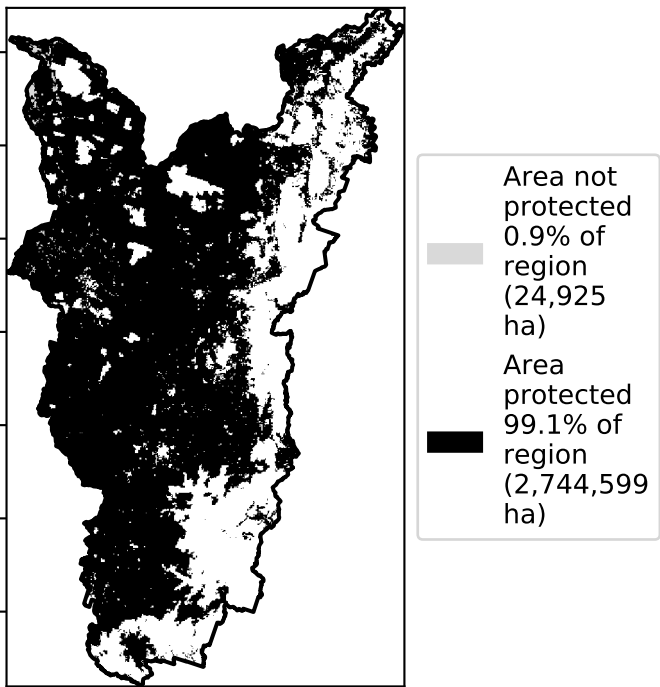 Area not
protected
0.9% of
region
(24,925
ha)
Area
protected
99.1% of
region
(2,744,599
ha)